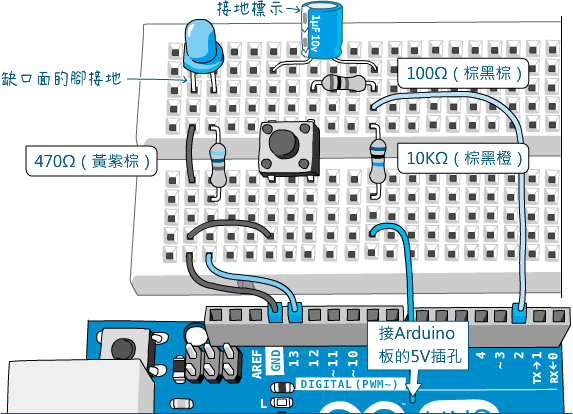 接地標示
1µF 10v
缺口面的腳接地
100Ω（棕黑棕）
470Ω（黃紫棕）
10KΩ（棕黑橙）
接Arduino
板的5V插孔
AREF
GND
13
12
~11
~10
4
~3
2
TX→1
RX←0
DIGITAL (PWM~)
L